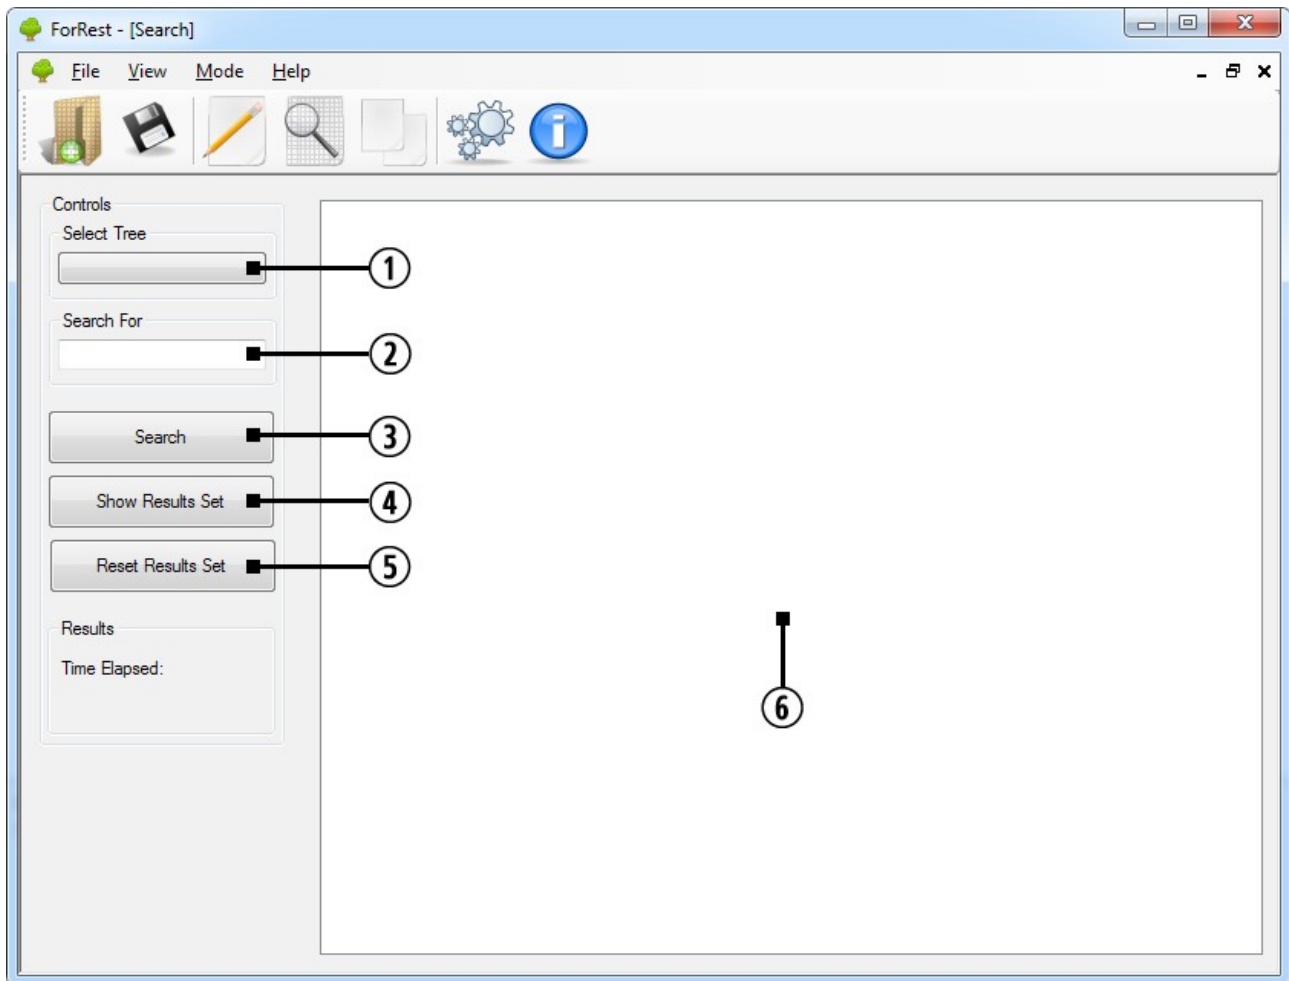 ForRest - [Search]
File View Mode Help
Controls
Select Tree
1
Search For
2
Search 3
Show Results Set 4
Reset Results Set 5
Results
Time Elapsed:
6